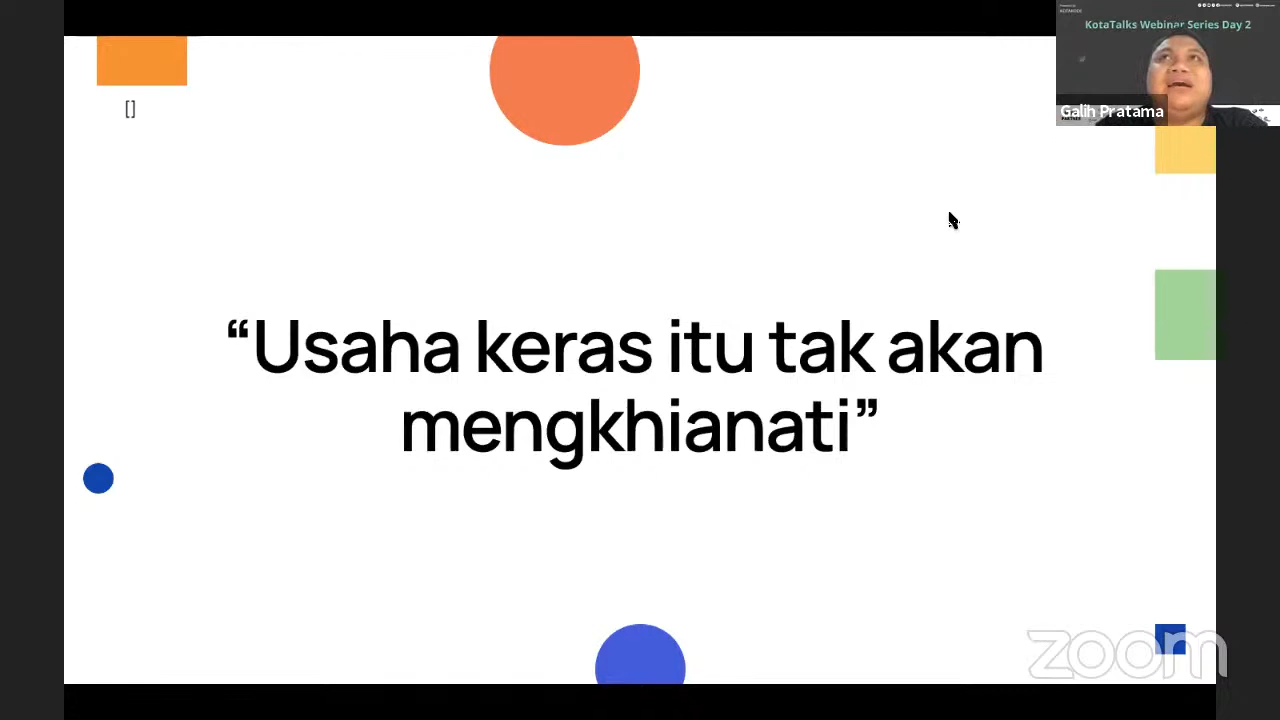 KotaTalks Webinar Series Day 2
Galih Pratama
[]
“Usaha keras itu tak akan
mengkhianati”
zoom